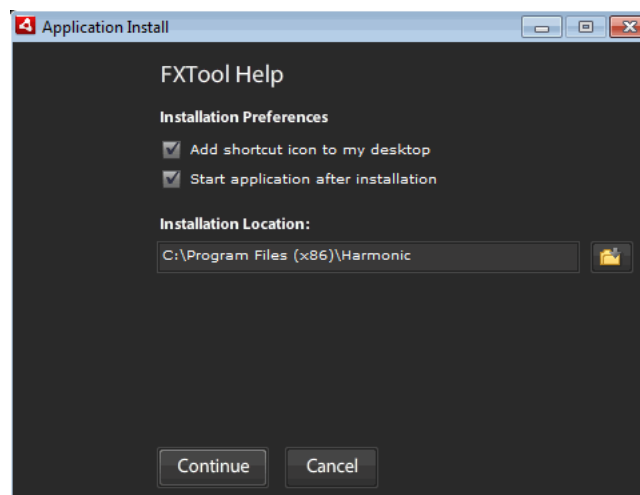 Application Install
FXTool Help
Installation Preferences
Add shortcut icon to my desktop
Start application after installation
Installation Location:
C:\Program Files (x86)\Harmonic
Continue
Cancel